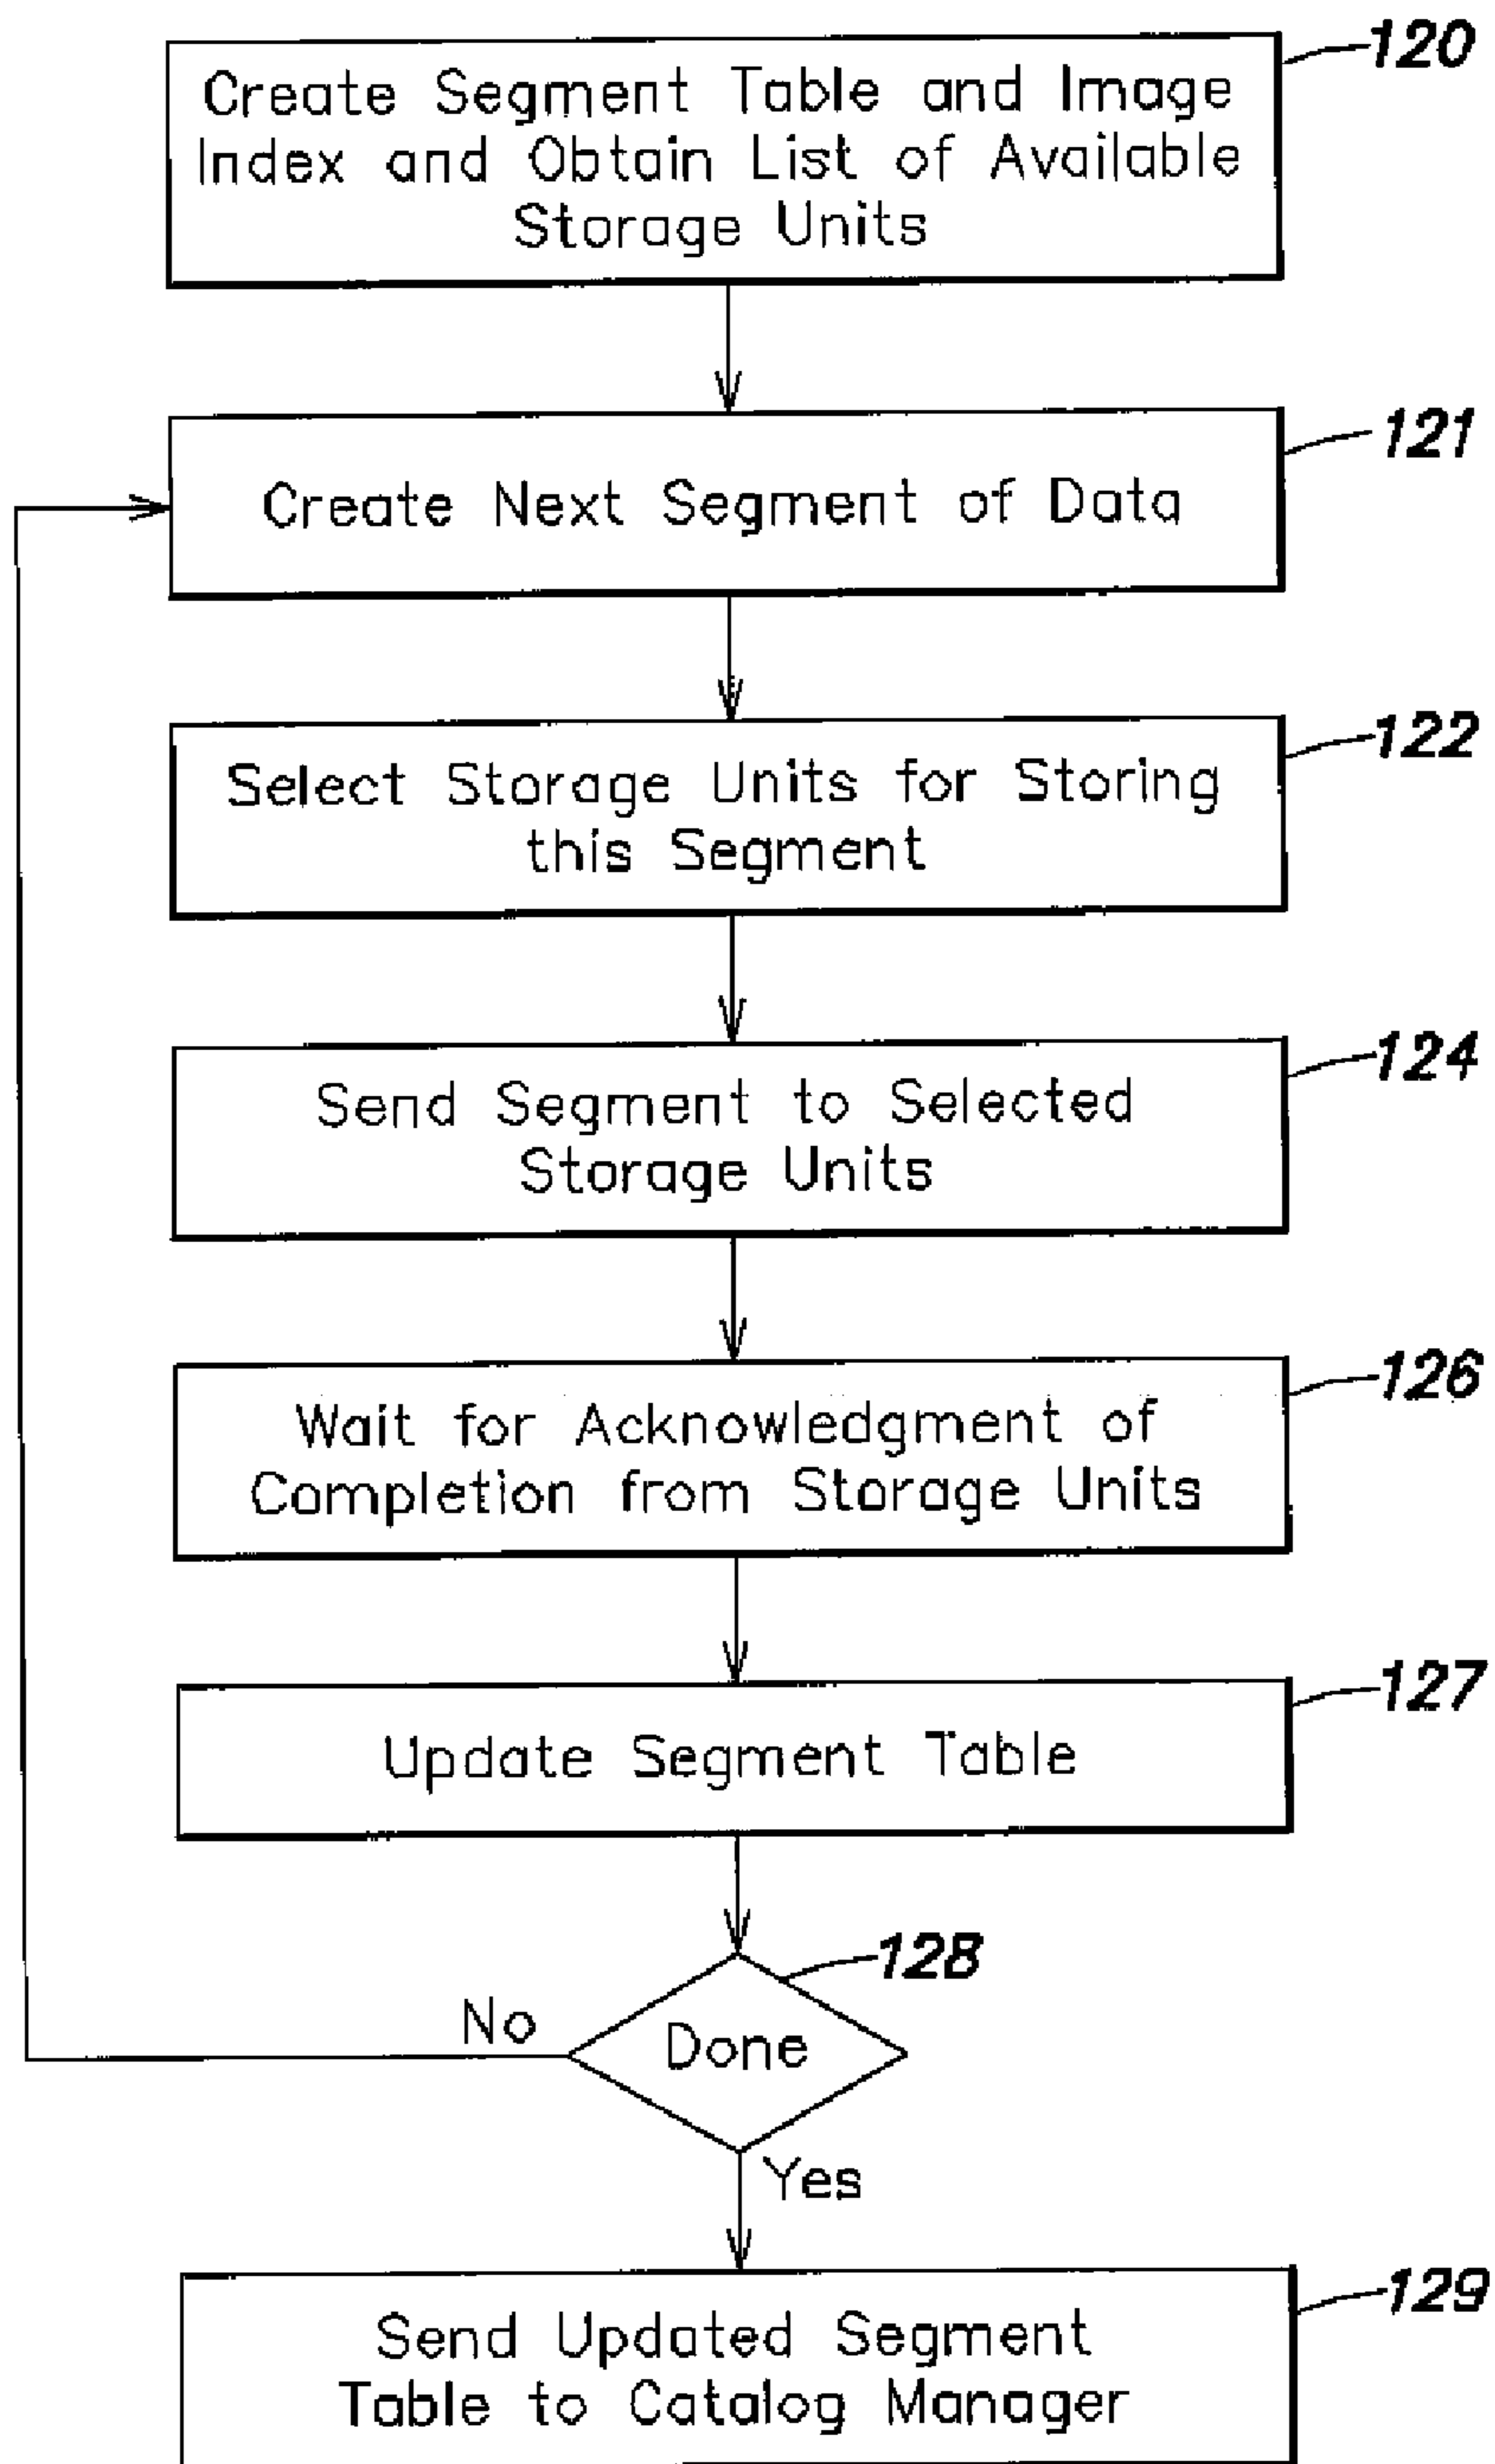 120
Create Segment Table and Image
Index and Obtain List of Available
Storage Units
121
Create Next Segment of Data
122
Select Storage Units for Storing
this Segment
124
Send Segment to Selected
Storage Units
126
Wait for Acknowledgment of
Completion from Storage Units
127
Update Segment Table
128
No
Done
Yes
129
Send Updated Segment
Table to Catalog Manager